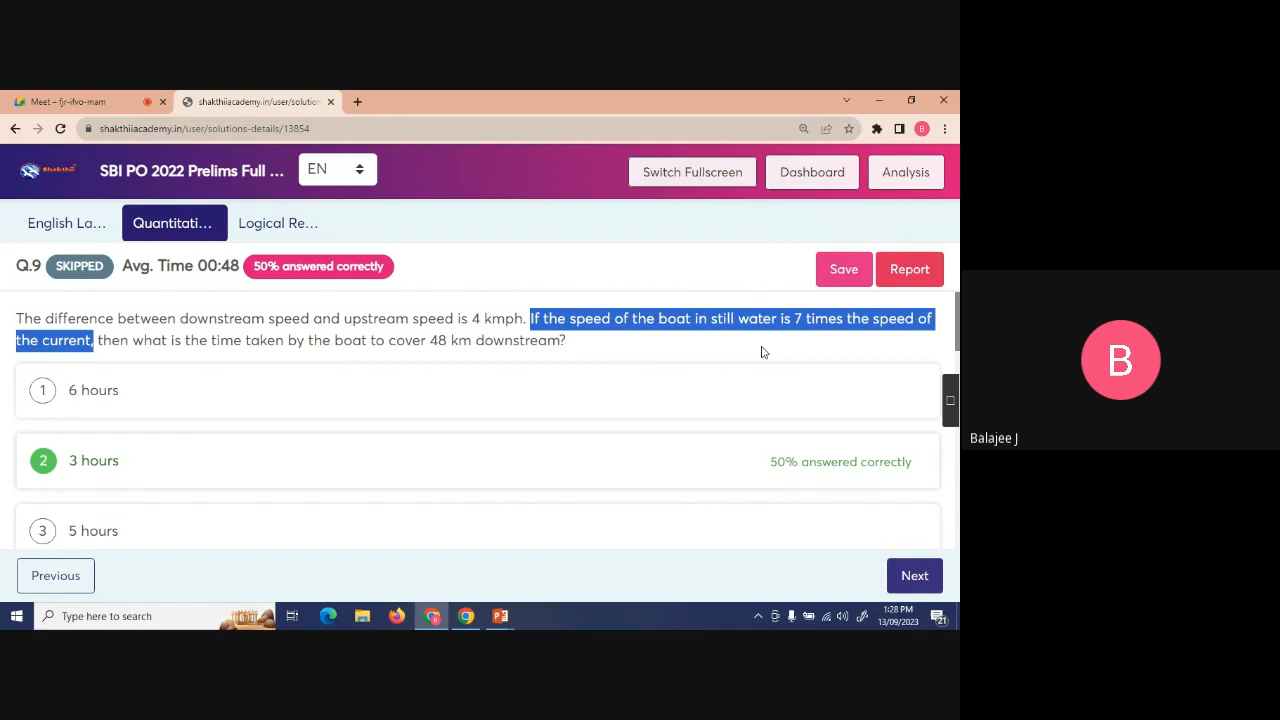 Meet – fjr-ifvo-mam
shakthiiacademy.in/user/solution
shakthiiacademy.in/user/solutions-details/13854
Shakthii
SBI PO 2022 Prelims Full ...
EN
Switch Fullscreen
Dashboard
Analysis
English La...
Quantitati...
Logical Re...
Q.9 SKIPPED Avg. Time 00:48 50% answered correctly
Save
Report
The difference between downstream speed and upstream speed is 4 kmph. If the speed of the boat in still water is 7 times the speed of
the current, then what is the time taken by the boat to cover 48 km downstream?
1 6 hours
2 3 hours 50% answered correctly
3 5 hours
Previous
Next
Type here to search
1:28 PM
13/09/2023
21
B
Balajee J